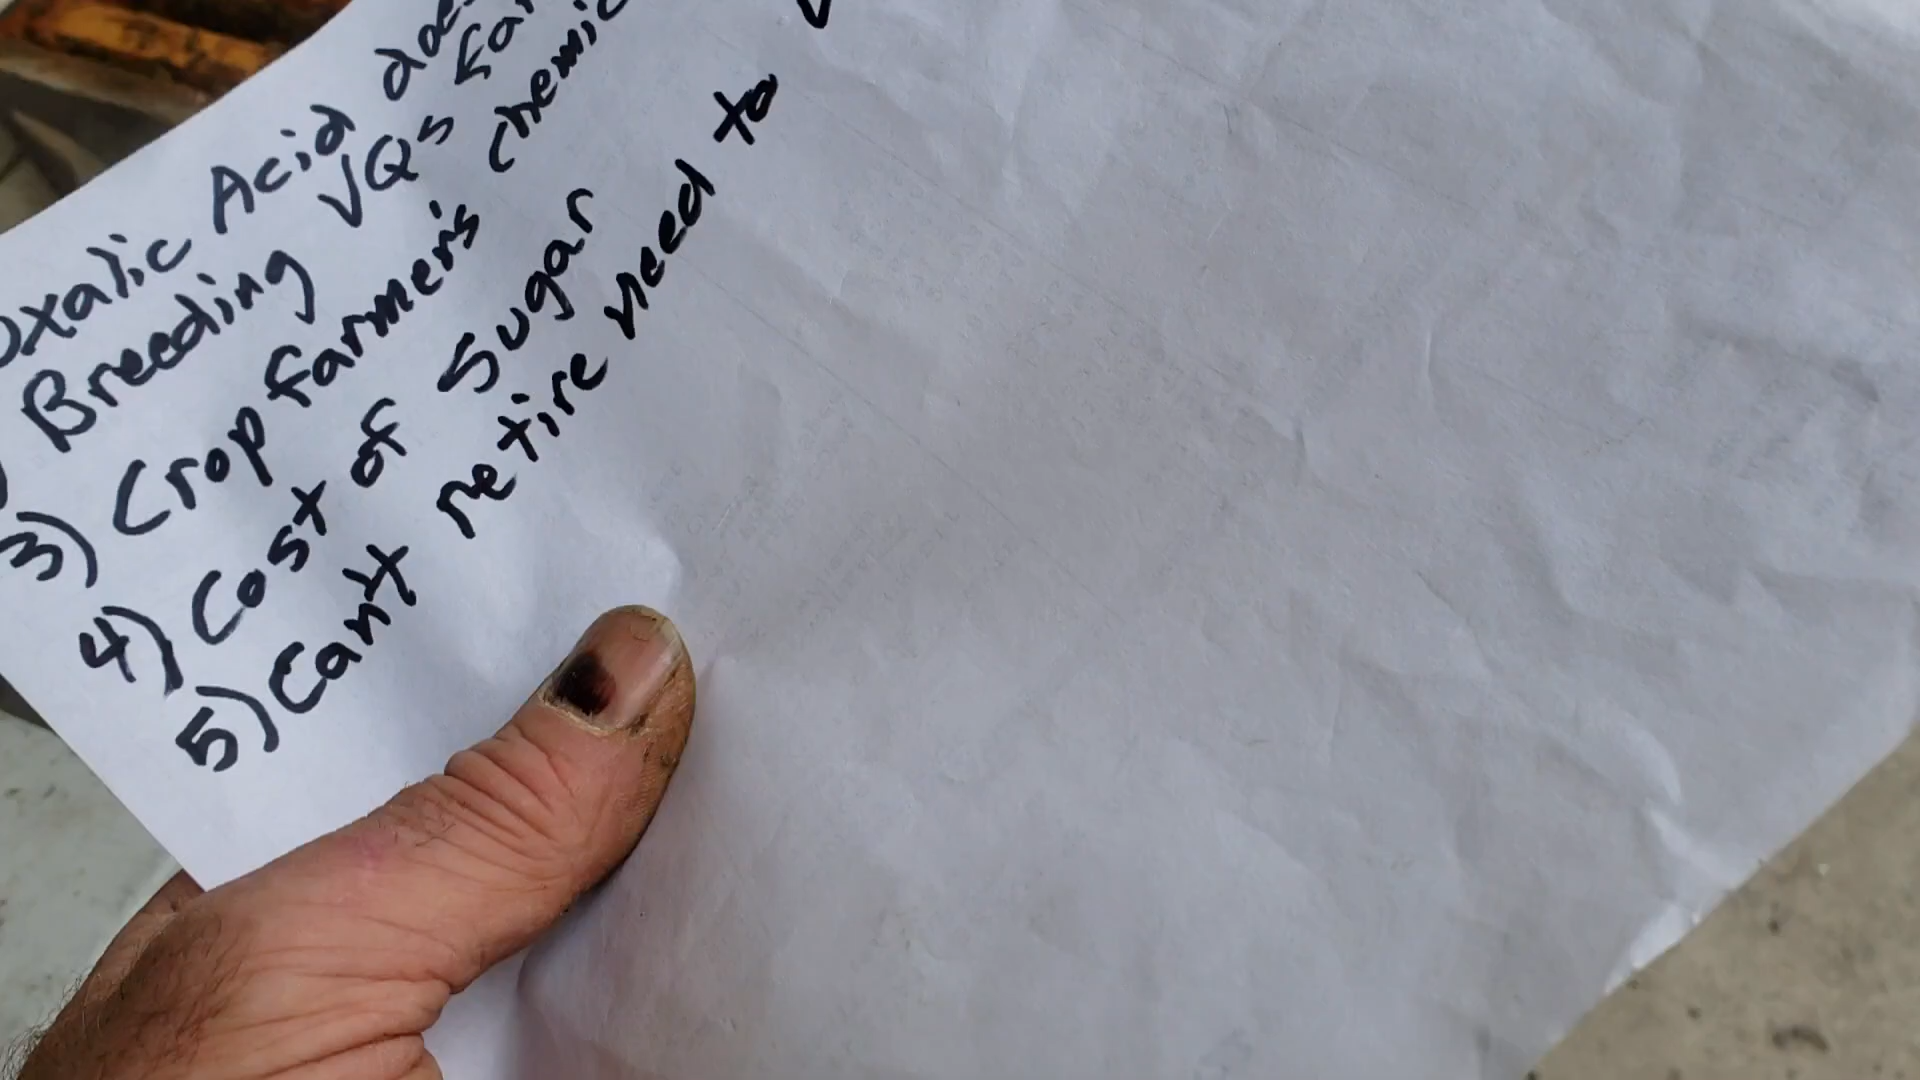 Oxalic Acid
Breeding VQs
3) Crop farmer's
4) Cost of Sugar
5) Can't retire need to